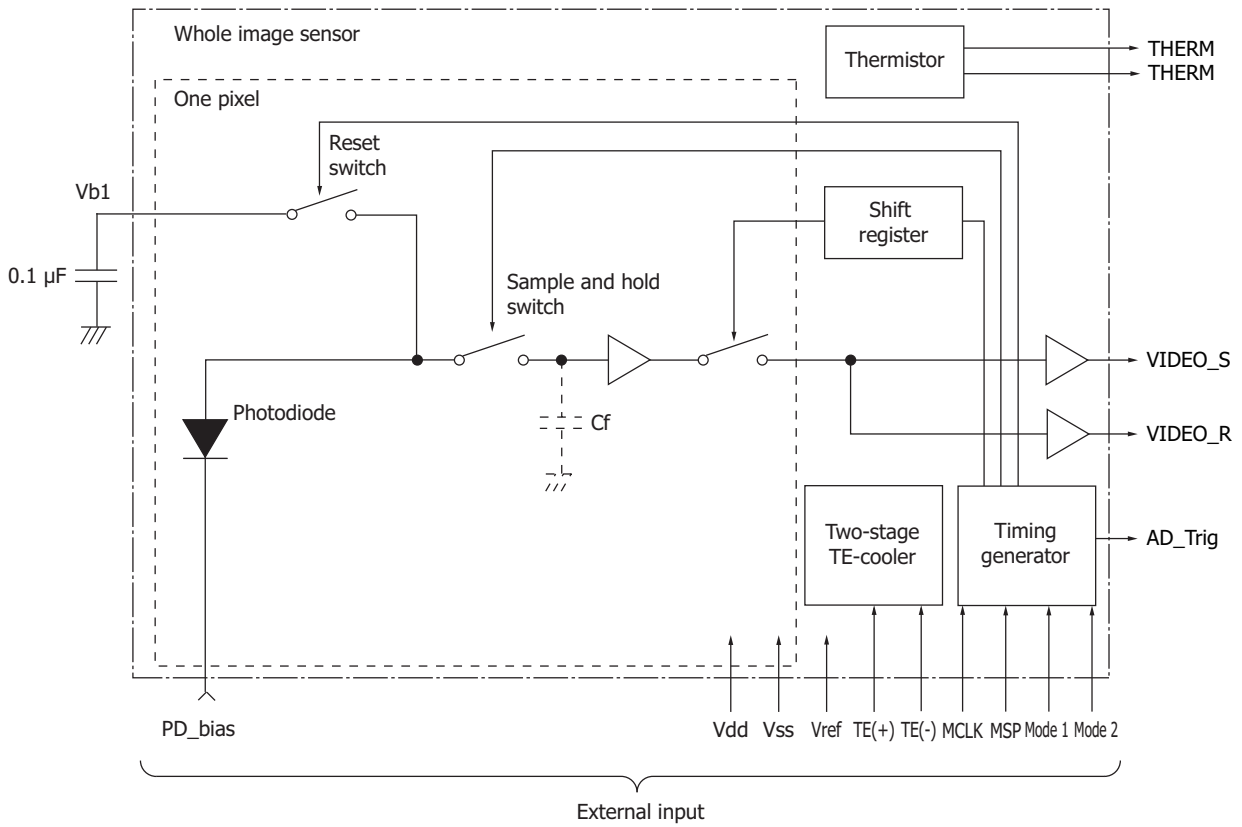 Whole image sensor
Thermistor
THERM
THERM
One pixel
Reset
switch
Vb1
Shift
register
0.1 µF
Sample and hold
switch
VIDEO_S
Photodiode
Cf
VIDEO_R
Two-stage
TE-cooler
Timing
generator
AD_Trig
PD_bias
Vdd
Vss
Vref
TE(+)
TE(-)
MCLK
MSP
Mode 1
Mode 2
External input